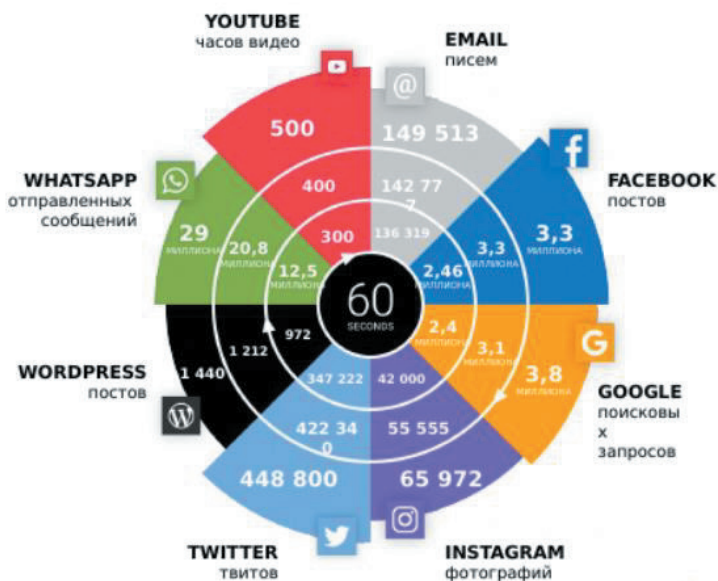 YOUTUBE
часов видео
EMAIL
писем
500
149 513
400
142 77
7
300
136 319
WHATSAPP
отправленных
сообщений
FACEBOOK
постов
29
МИЛЛИОНА
20,8
МИЛЛИОНА
12,5
МИЛЛИОНА
2,46
МИЛЛИОНА
3,3
МИЛЛИОНА
3,3
МИЛЛИОНА
60
SECONDS
WORDPRESS
постов
1 440
1 212
972
2,4
МИЛЛИОНА
3,1
МИЛЛИОНА
3,8
МИЛЛИОНА
GOOGLE
поисковы
х
запросов
347 222
42 000
422 34
0
55 555
448 800
65 972
TWITTER
твитов
INSTAGRAM
фотографий